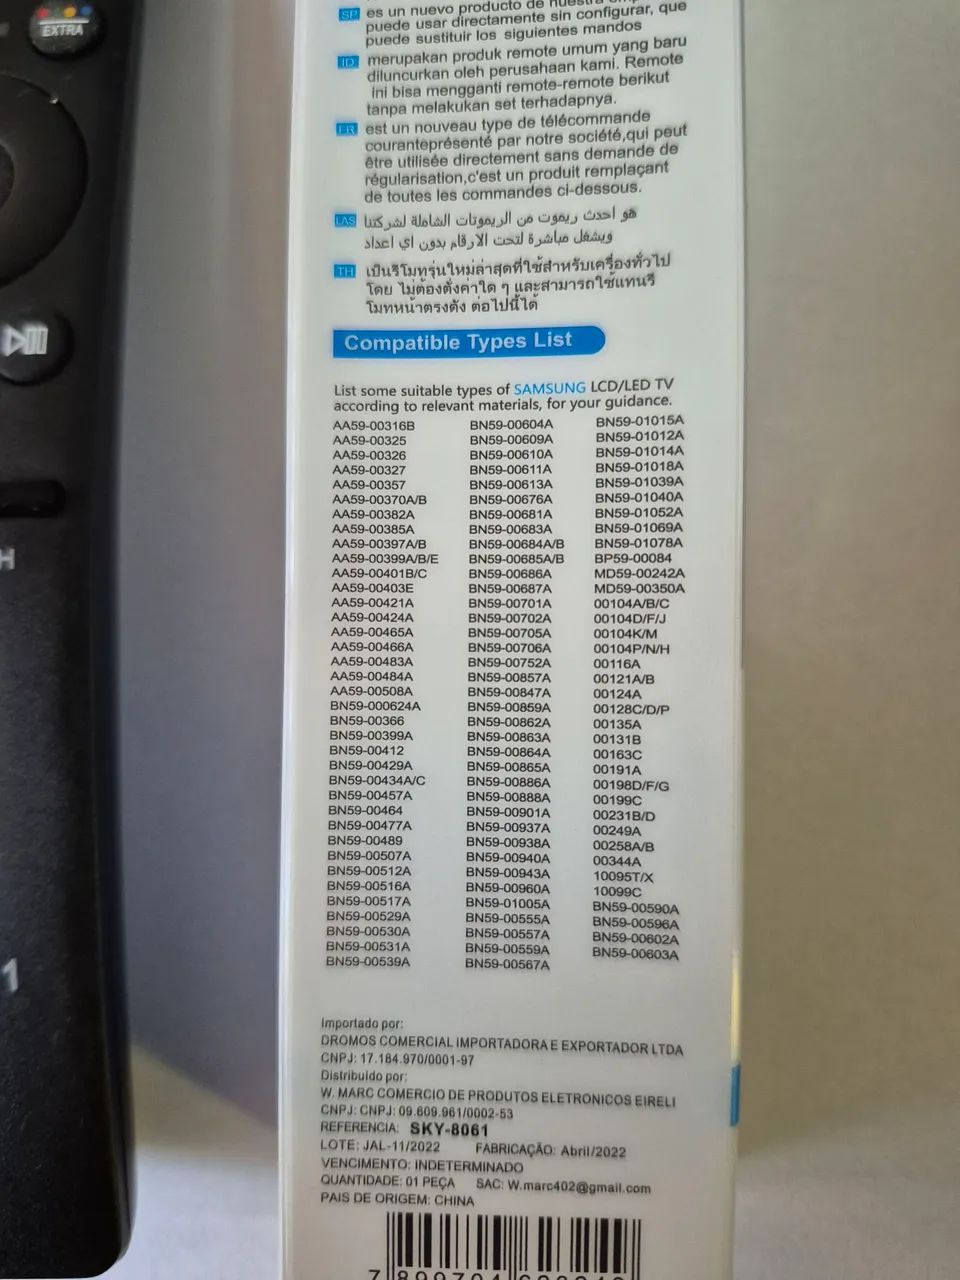 EXTRA
H
1
SP es un nuevo producto de nuestra
puede usar directamente sin configurar, que
puede sustituir los siguientes mandos
ID merupakan produk remote umum yang baru
diluncurkan oleh perusahaan kami. Remote
ini bisa mengganti remote-remote berikut
tanpa melakukan set terhadapnya.
FR est un nouveau type de télécommande
couranteprésenté par notre société,qui peut
être utilisée directement sans demande de
régularisation,c'est un produit remplaçant
de toutes les commandes ci-dessous.
LAS هو احدث ريموت من الريموتات الشاملة لشركتنا
ويشغل مباشرة لتحت الارقام بدون اي اعداد
TH เป็นรีโมทรุ่นใหม่ล่าสุดที่ใช้สำหรับเครื่องทั่วไป
โดย ไม่ต้องตั้งค่าใด ๆ และสามารถใช้แทนรี
โมทหน้าตรงดัง ต่อไปนี้ได้
Compatible Types List
List some suitable types of SAMSUNG LCD/LED TV
according to relevant materials, for your guidance.
AA59-00316B
AA59-00325
AA59-00326
AA59-00327
AA59-00357
AA59-00370A/B
AA59-00382A
AA59-00385A
AA59-00397A/B
AA59-00399A/B/E
AA59-00401B/C
AA59-00403E
AA59-00421A
AA59-00424A
AA59-00465A
AA59-00466A
AA59-00483A
AA59-00484A
AA59-00508A
BN59-000624A
BN59-00366
BN59-00399A
BN59-00412
BN59-00429A
BN59-00434A/C
BN59-00457A
BN59-00464
BN59-00477A
BN59-00489
BN59-00507A
BN59-00512A
BN59-00516A
BN59-00517A
BN59-00529A
BN59-00530A
BN59-00531A
BN59-00539A
BN59-00604A
BN59-00609A
BN59-00610A
BN59-00611A
BN59-00613A
BN59-00676A
BN59-00681A
BN59-00683A
BN59-00684A/B
BN59-00685A/B
BN59-00686A
BN59-00687A
BN59-00701A
BN59-00702A
BN59-00705A
BN59-00706A
BN59-00752A
BN59-00857A
BN59-00847A
BN59-00859A
BN59-00862A
BN59-00863A
BN59-00864A
BN59-00865A
BN59-00886A
BN59-00888A
BN59-00901A
BN59-00937A
BN59-00938A
BN59-00940A
BN59-00943A
BN59-00960A
BN59-01005A
BN59-00555A
BN59-00557A
BN59-00559A
BN59-00567A
BN59-01015A
BN59-01012A
BN59-01014A
BN59-01018A
BN59-01039A
BN59-01040A
BN59-01052A
BN59-01069A
BN59-01078A
BP59-00084
MD59-00242A
MD59-00350A
00104A/B/C
00104D/F/J
00104K/M
00104P/N/H
00116A
00121A/B
00124A
00128C/D/P
00135A
00131B
00163C
00191A
00198D/F/G
00199C
00231B/D
00249A
00258A/B
00344A
10095T/X
10099C
BN59-00590A
BN59-00596A
BN59-00602A
BN59-00603A
Importado por:
DROMOS COMERCIAL IMPORTADORA E EXPORTADOR LTDA
CNPJ: 17.184.970/0001-97
Distribuído por:
W. MARC COMERCIO DE PRODUTOS ELETRONICOS EIRELI
CNPJ: CNPJ: 09.609.961/0002-53
REFERENCIA: SKY-8061
LOTE: JAL-11/2022 FABRICAÇÃO: Abril/2022
VENCIMENTO: INDETERMINADO
QUANTIDADE: 01 PEÇA SAC: W.marc402@gmail.com
PAIS DE ORIGEM: CHINA